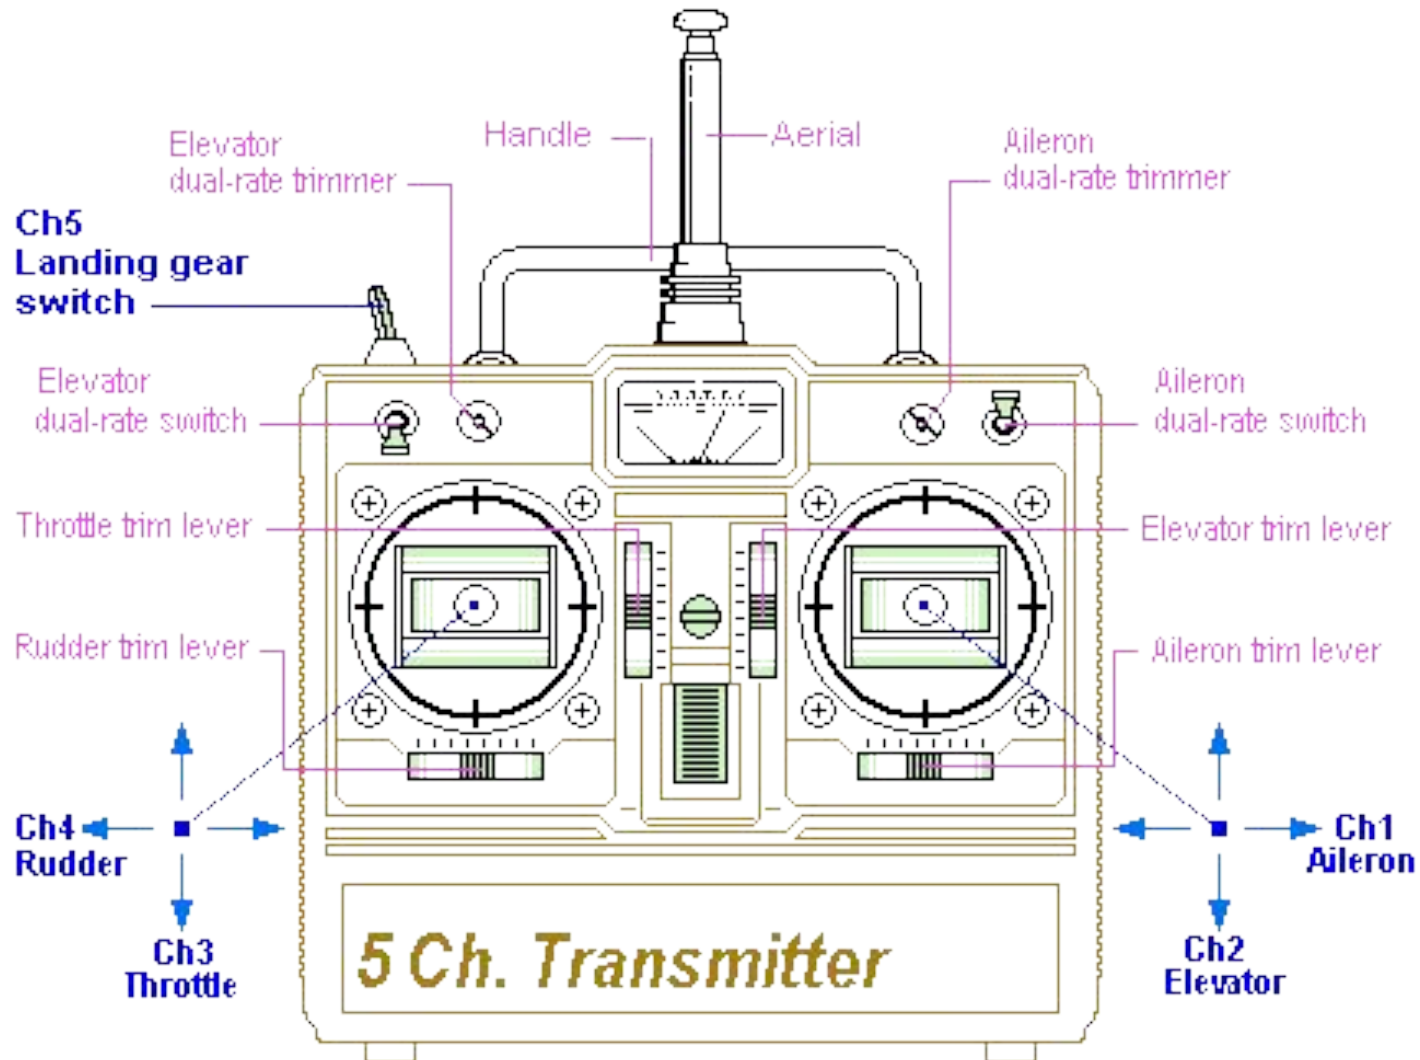 Handle
Aerial
Elevator
dual-rate trimmer
Aileron
dual-rate trimmer
Ch5
Landing gear
switch
Elevator
dual-rate switch
Aileron
dual-rate switch
Throttle trim lever
Elevator trim lever
Rudder trim lever
Aileron trim lever
Ch4
Rudder
Ch1
Aileron
Ch3
Throttle
Ch2
Elevator
5 Ch. Transmitter